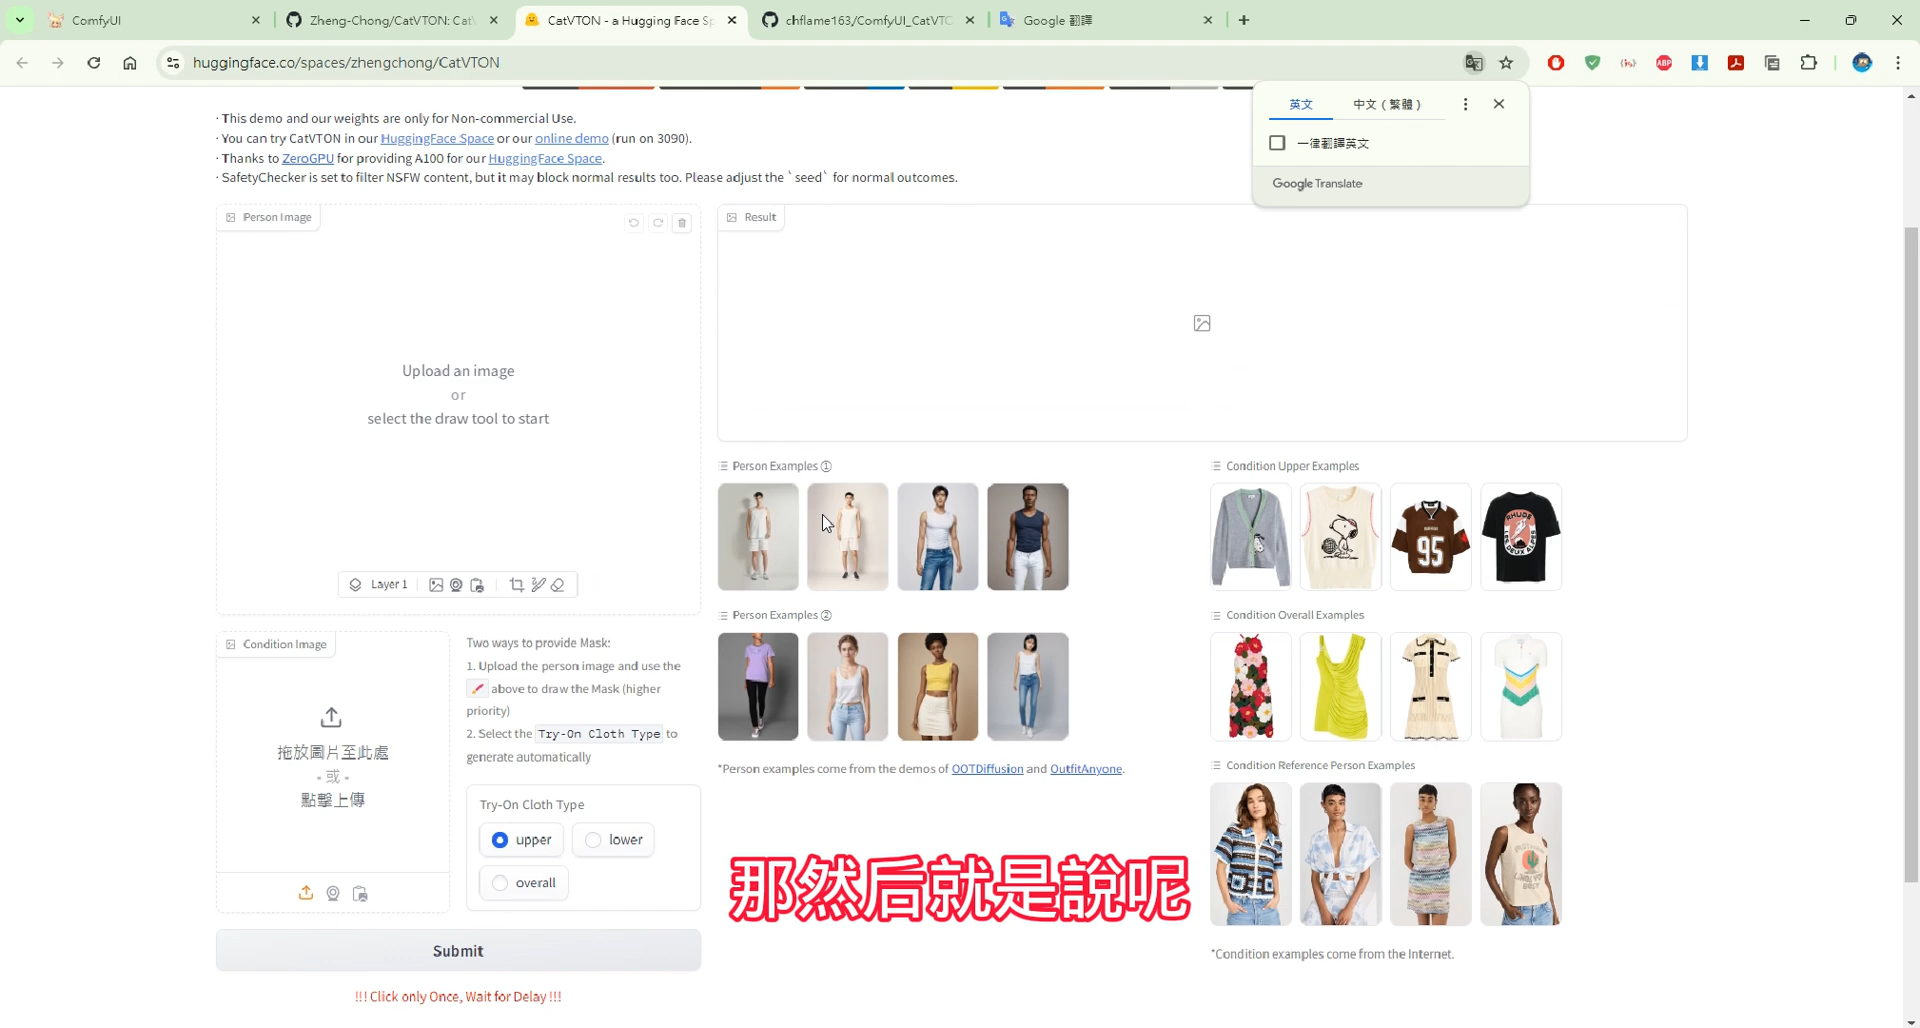 ComfyUI
Zheng-Chong/CatVTON: Cat
CatVTON - a Hugging Face Sp
chflame163/ComfyUI_CatVTO
Google 翻譯
huggingface.co/spaces/zhengchong/CatVTON
英文
中文（繁體）
一律翻譯英文
Google Translate
· This demo and our weights are only for Non-commercial Use.
· You can try CatVTON in our HuggingFace Space or our online demo (run on 3090).
· Thanks to ZeroGPU for providing A100 for our HuggingFace Space.
· SafetyChecker is set to filter NSFW content, but it may block normal results too. Please adjust the `seed` for normal outcomes.
Person Image
Upload an image
or
select the draw tool to start
Layer 1
Condition Image
拖放圖片至此處
- 或 -
點擊上傳
Two ways to provide Mask:
1. Upload the person image and use the
above to draw the Mask (higher
priority)
2. Select the Try-On Cloth Type to
generate automatically
Try-On Cloth Type
upper
lower
overall
Submit
!!! Click only Once, Wait for Delay !!!
Result
Person Examples ①
Person Examples ②
*Person examples come from the demos of OOTDiffusion and OutfitAnyone.
Condition Upper Examples
95
RHUDE
Condition Overall Examples
Condition Reference Person Examples
*Condition examples come from the Internet.
那然后就是說呢